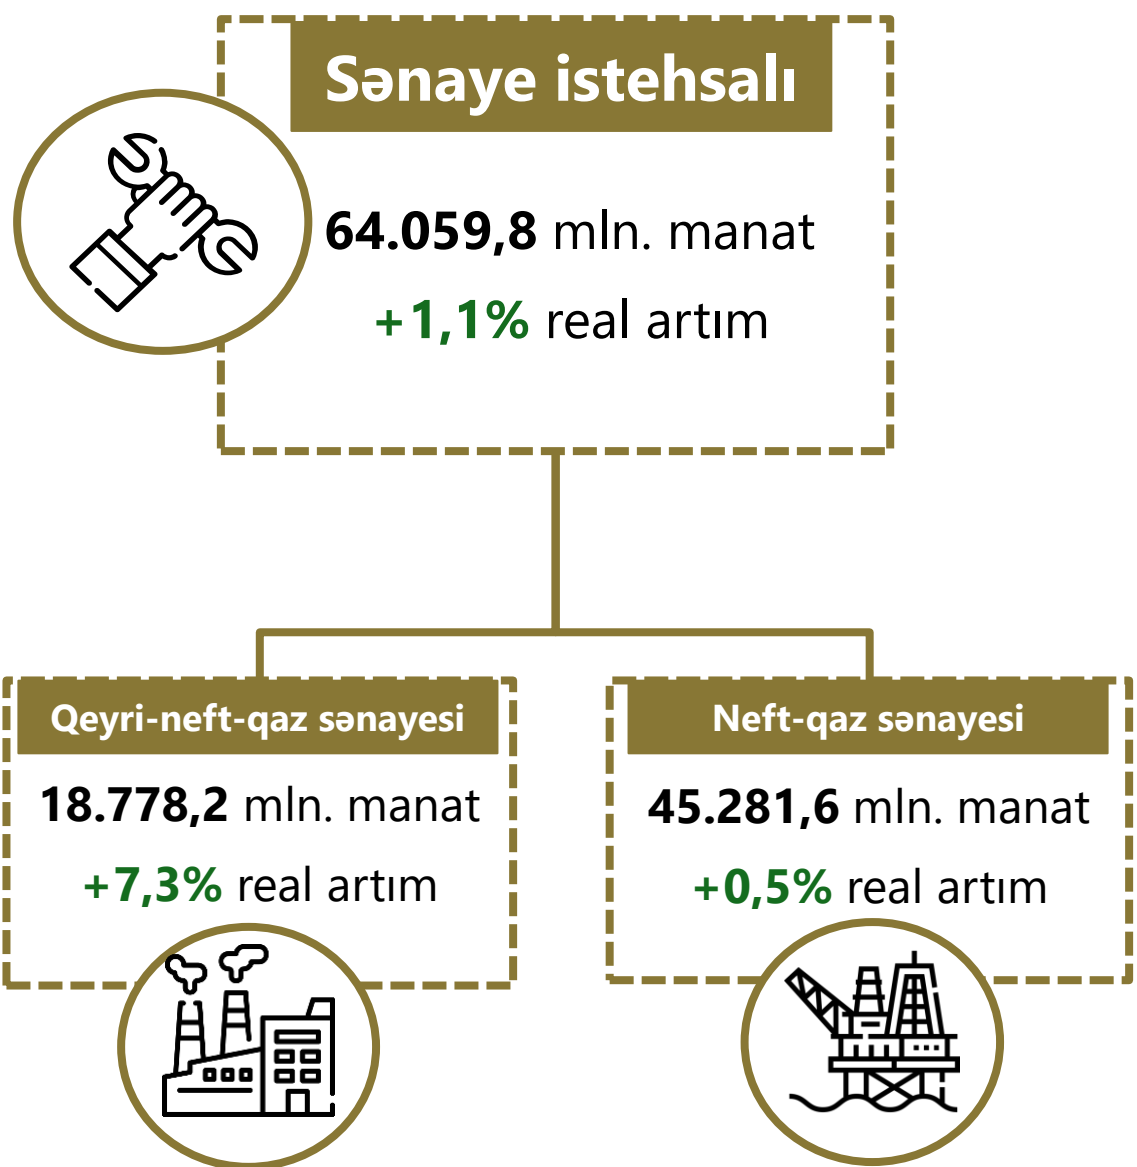 Sənaye istehsalı
64.059,8 mln. manat
+1,1% real artım
Qeyri-neft-qaz sənayesi
18.778,2 mln. manat
+7,3% real artım
Neft-qaz sənayesi
45.281,6 mln. manat
+0,5% real artım